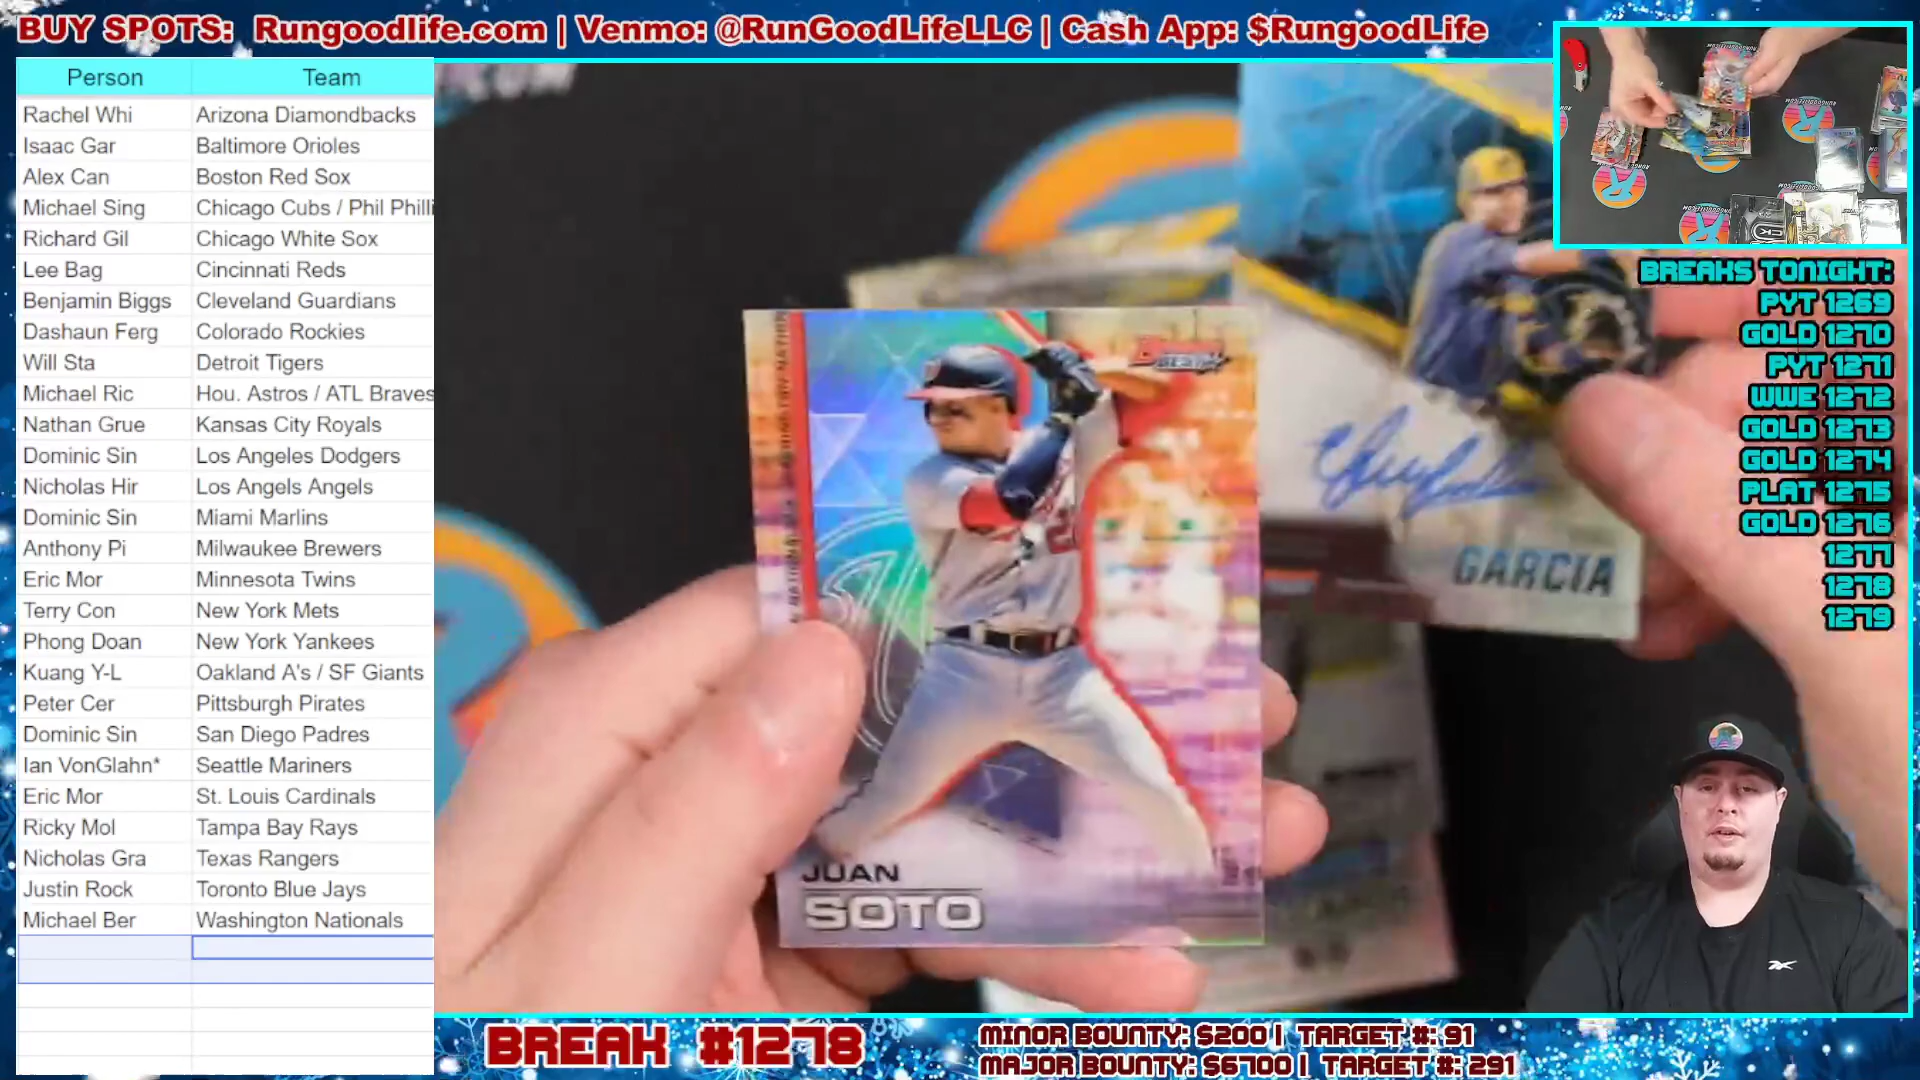 BUY SPOTS: Rungoodlife.com | Venmo: @RunGoodLifeLLC | Cash App: $RungoodLife
Person Team
Rachel Whi Arizona Diamondbacks
Isaac Gar Baltimore Orioles
Alex Can Boston Red Sox
Michael Sing Chicago Cubs / Phil Philli
Richard Gil Chicago White Sox
Lee Bag Cincinnati Reds
Benjamin Biggs Cleveland Guardians
Dashaun Ferg Colorado Rockies
Will Sta Detroit Tigers
Michael Ric Hou. Astros / ATL Braves
Nathan Grue Kansas City Royals
Dominic Sin Los Angeles Dodgers
Nicholas Hir Los Angels Angels
Dominic Sin Miami Marlins
Anthony Pi Milwaukee Brewers
Eric Mor Minnesota Twins
Terry Con New York Mets
Phong Doan New York Yankees
Kuang Y-L Oakland A's / SF Giants
Peter Cer Pittsburgh Pirates
Dominic Sin San Diego Padres
Ian VonGlahn* Seattle Mariners
Eric Mor St. Louis Cardinals
Ricky Mol Tampa Bay Rays
Nicholas Gra Texas Rangers
Justin Rock Toronto Blue Jays
Michael Ber Washington Nationals
GARCIA
JUAN
SOTO
BREAKS TONIGHT:
PYT 1269
GOLD 1270
PYT 1271
WWE 1272
GOLD 1273
GOLD 1274
PLAT 1275
GOLD 1276
1277
1278
1279
BREAK #1278
MINOR BOUNTY: $200 | TARGET #: 91
MAJOR BOUNTY: $6700 | TARGET #: 291